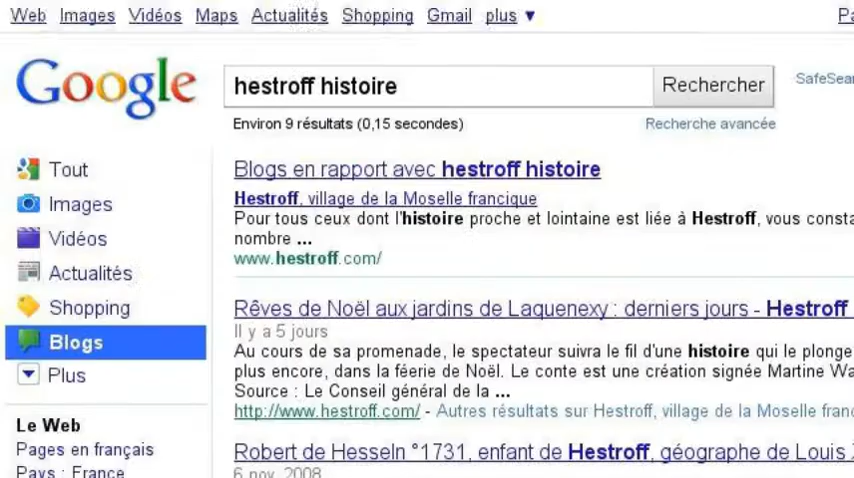 Web Images Vidéos Maps Actualités Shopping Gmail plus ▼
Google
hestroff histoire
Rechercher
Environ 9 résultats (0,15 secondes)
Recherche avancée
Tout
Images
Vidéos
Actualités
Shopping
Blogs
Plus
Le Web
Pages en français
Pays : France
Blogs en rapport avec hestroff histoire
Hestroff, village de la Moselle francique
Pour tous ceux dont l'histoire proche et lointaine est liée à Hestroff, vous
nombre ...
www.hestroff.com/
Rêves de Noël aux jardins de Laquenexy : derniers jours - Hestroff
Il y a 5 jours
Au cours de sa promenade, le spectateur suivra le fil d'une histoire qui le plonge
plus encore, dans la féerie de Noël. Le conte est une création signée Martine
Source : Le Conseil général de la ...
http://www.hestroff.com/ - Autres résultats sur Hestroff, village de la Moselle
Robert de Hesseln °1731, enfant de Hestroff, géographe de Louis
6 nov. 2008